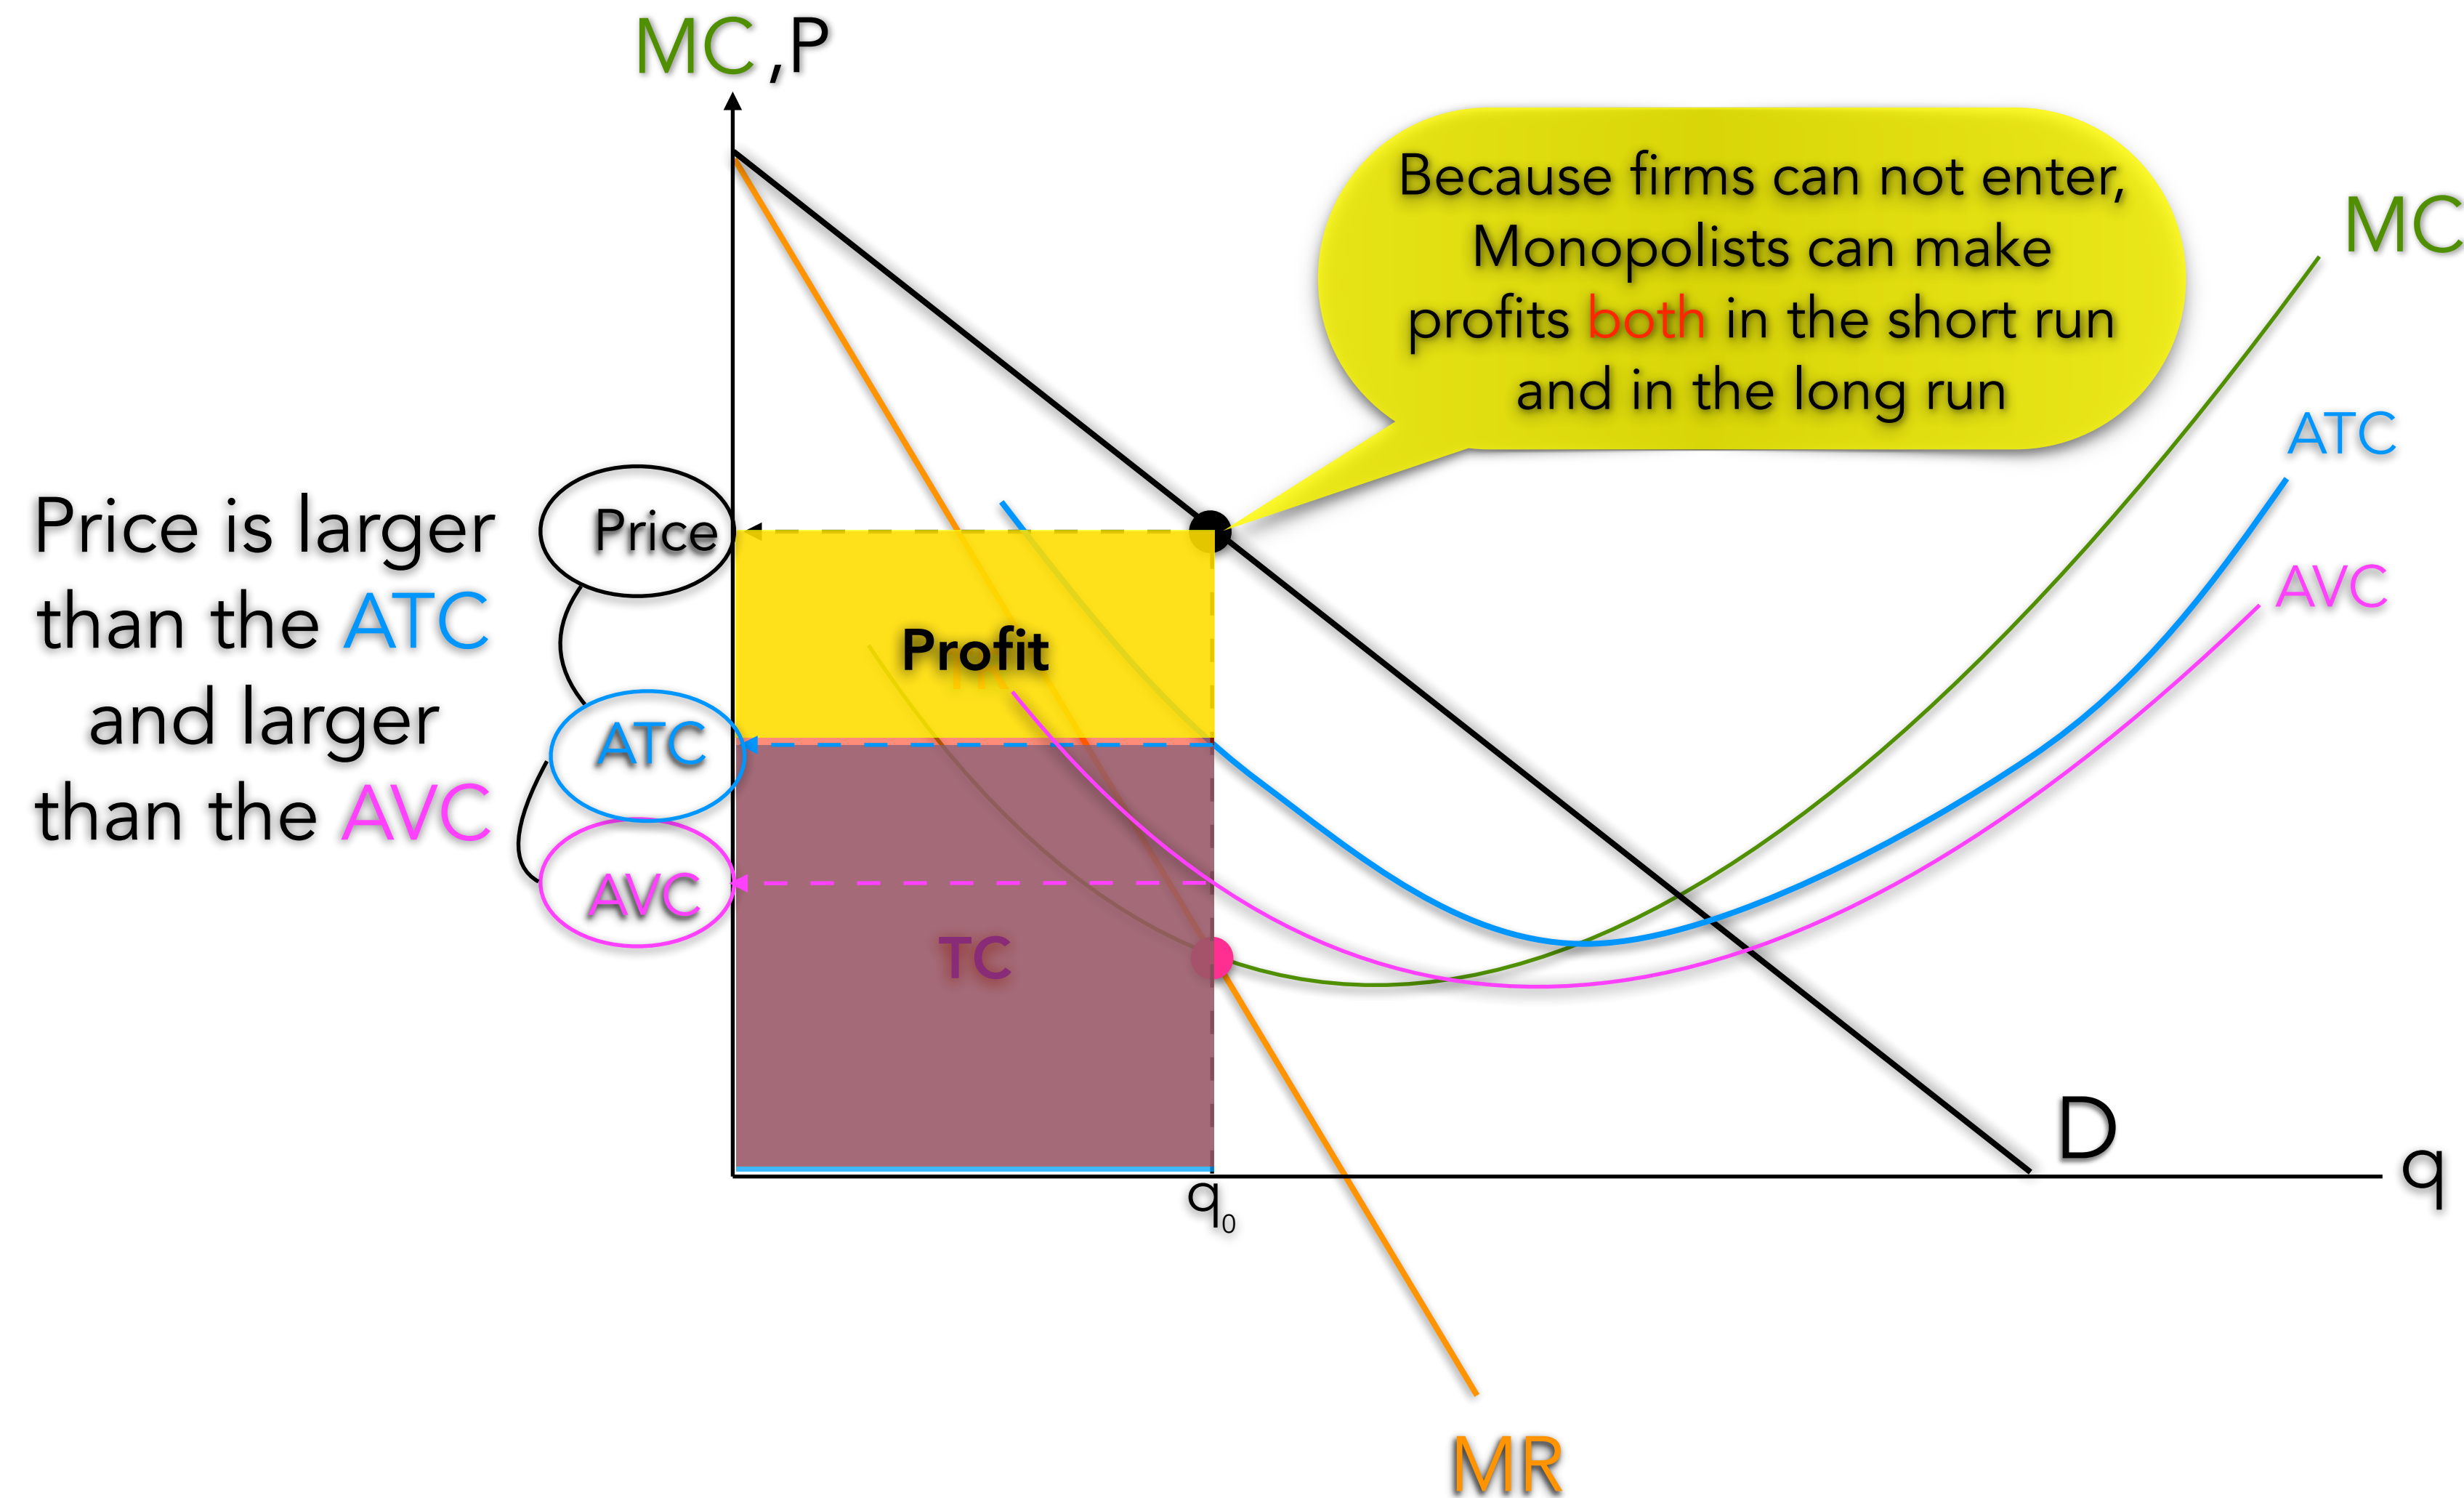 MC ,P
Because firms can not enter,
Monopolists can make
profits both in the short run
and in the long run
MC
ATC
AVC
Price is larger
than the ATC
and larger
than the AVC
Price
ATC
AVC
Profit
TC
D
q
q0
MR